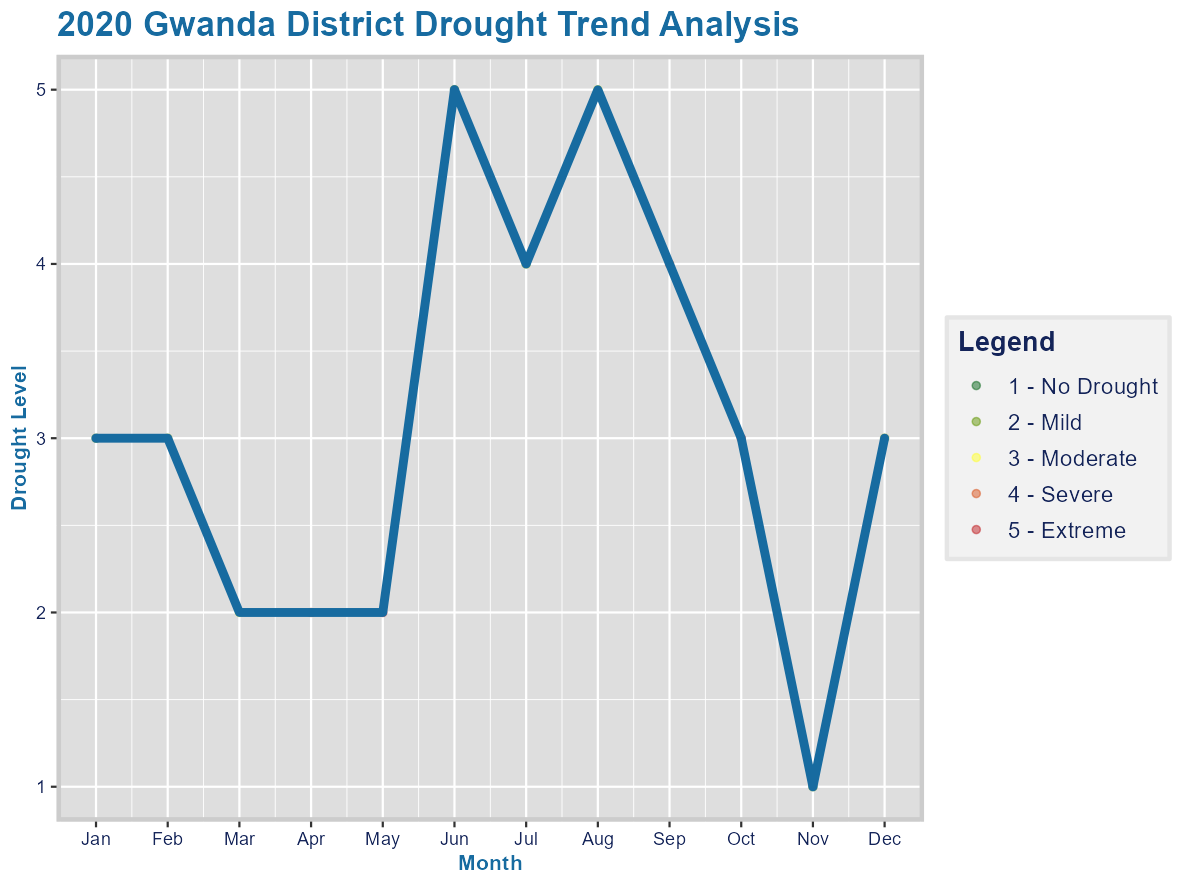 2020 Gwanda District Drought Trend Analysis
Drought Level
5
4
3
2
1
Jan Feb Mar Apr May Jun Jul Aug Sep Oct Nov Dec
Month
Legend
1 - No Drought
2 - Mild
3 - Moderate
4 - Severe
5 - Extreme